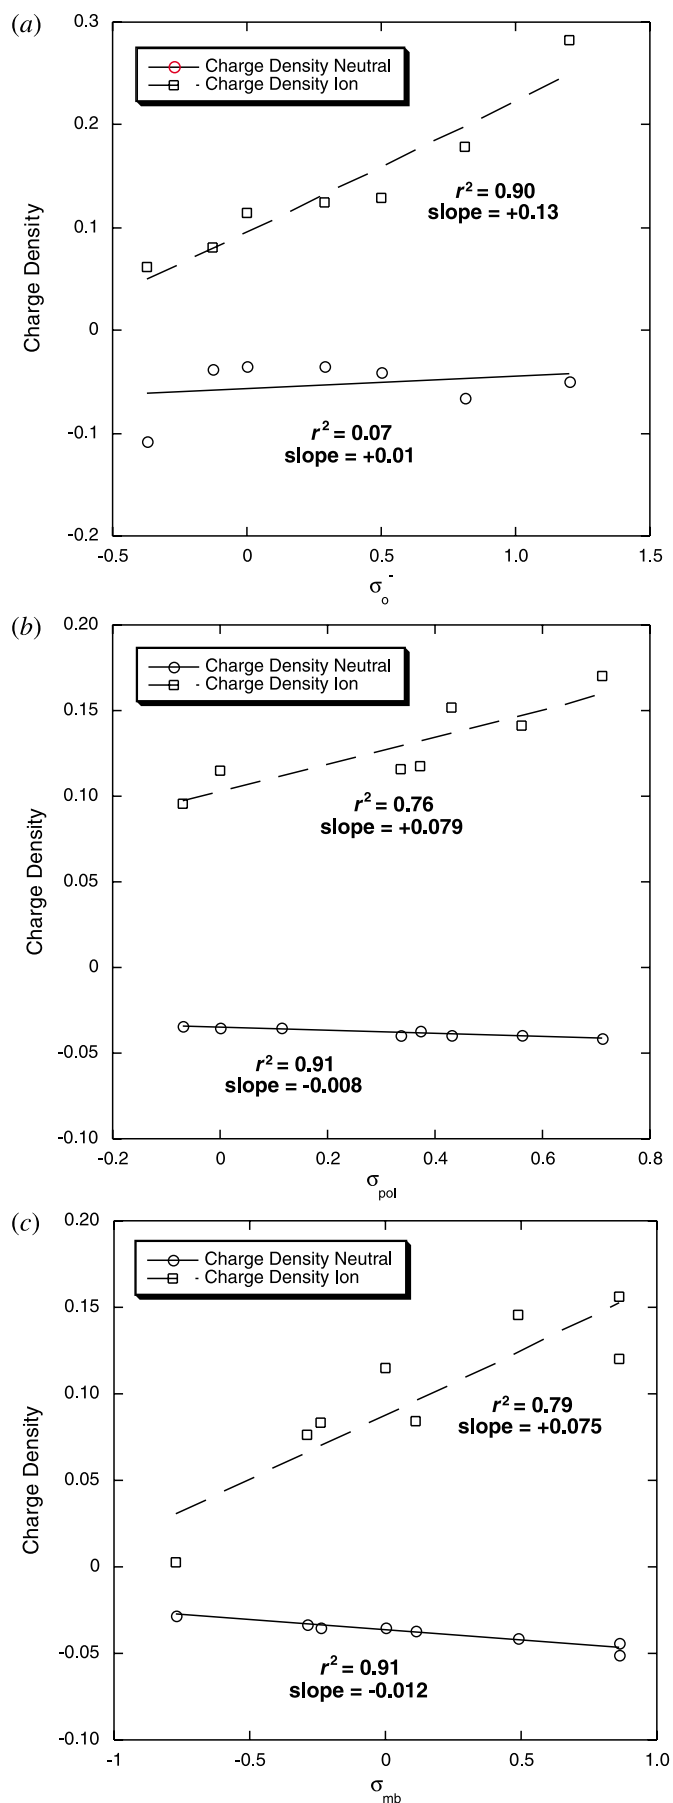 (a)
0.3
Charge Density Neutral
Charge Density Ion
0.2
r² = 0.90
slope = +0.13
0.1
Charge Density
0
-0.1
r² = 0.07
slope = +0.01
-0.2
-0.5 0 0.5 1.0 1.5
σo-
(b)
0.20
Charge Density Neutral
Charge Density Ion
0.15
0.10
r² = 0.76
slope = +0.079
Charge Density
0.05
0
-0.05
r² = 0.91
slope = -0.008
-0.10
-0.2 0 0.2 0.4 0.6 0.8
σpol
(c)
0.20
Charge Density Neutral
Charge Density Ion
0.15
0.10
r² = 0.79
slope = +0.075
Charge Density
0.05
0
-0.05
r² = 0.91
slope = -0.012
-0.10
-1 -0.5 0 0.5 1.0
σmb